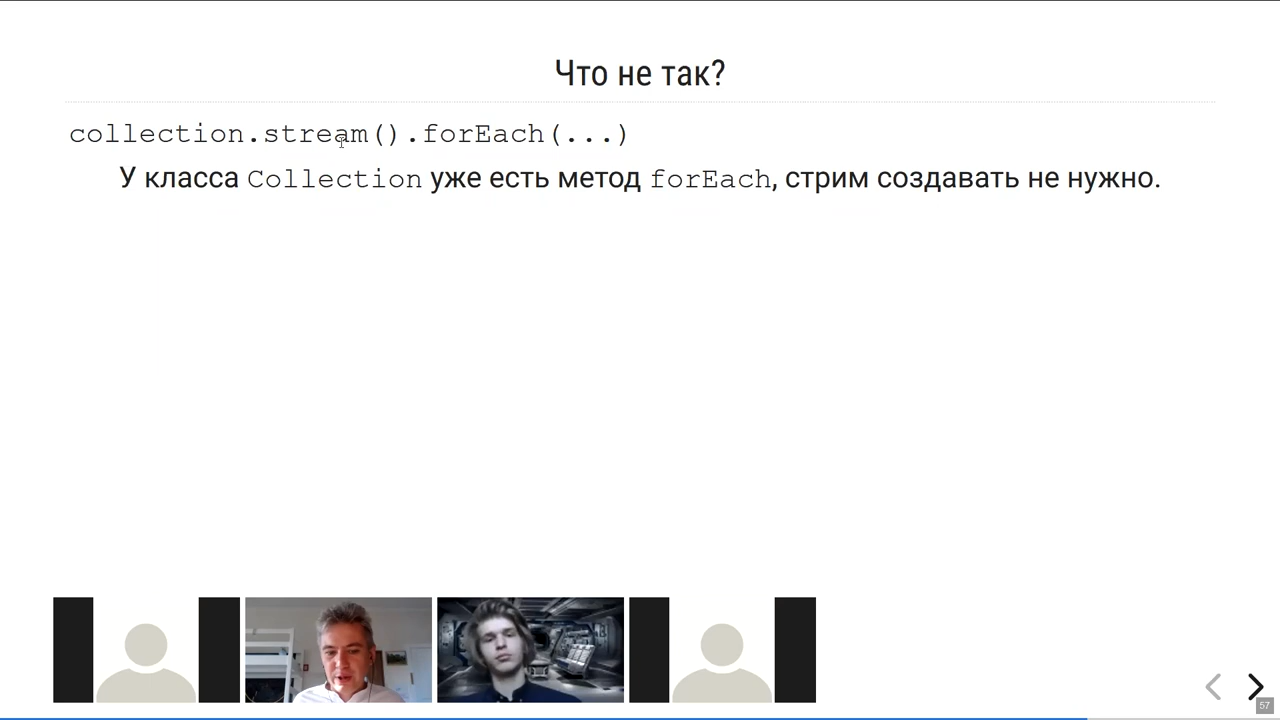 Что не так?
collection.stream().forEach(...)
У класса Collection уже есть метод forEach, стрим создавать не нужно.
57